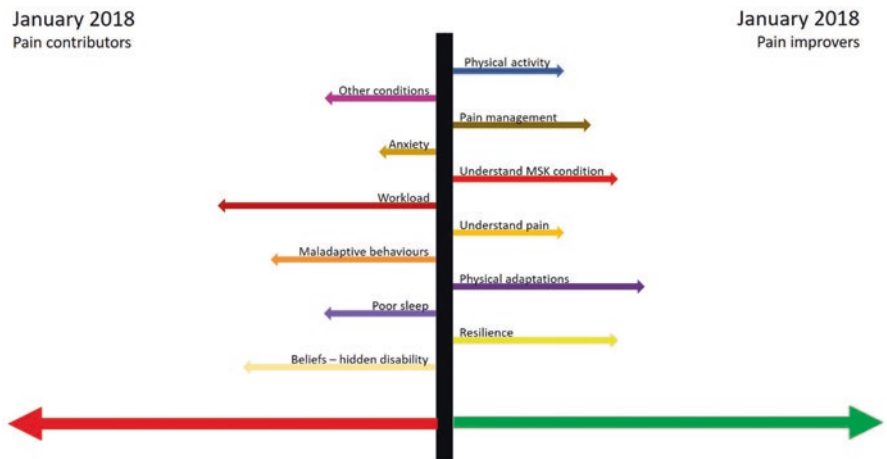 January 2018
Pain contributors
January 2018
Pain improvers
Physical activity
Other conditions
Pain management
Anxiety
Understand MSK condition
Workload
Understand pain
Maladaptive behaviours
Physical adaptations
Poor sleep
Resilience
Beliefs – hidden disability